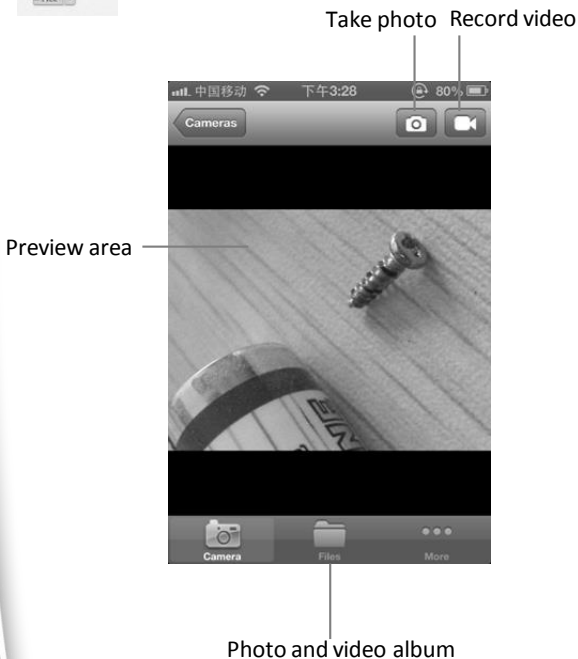 Take photo Record video
中国移动 下午3:28 80%
Cameras
Preview area
Camera Files More
Photo and video album